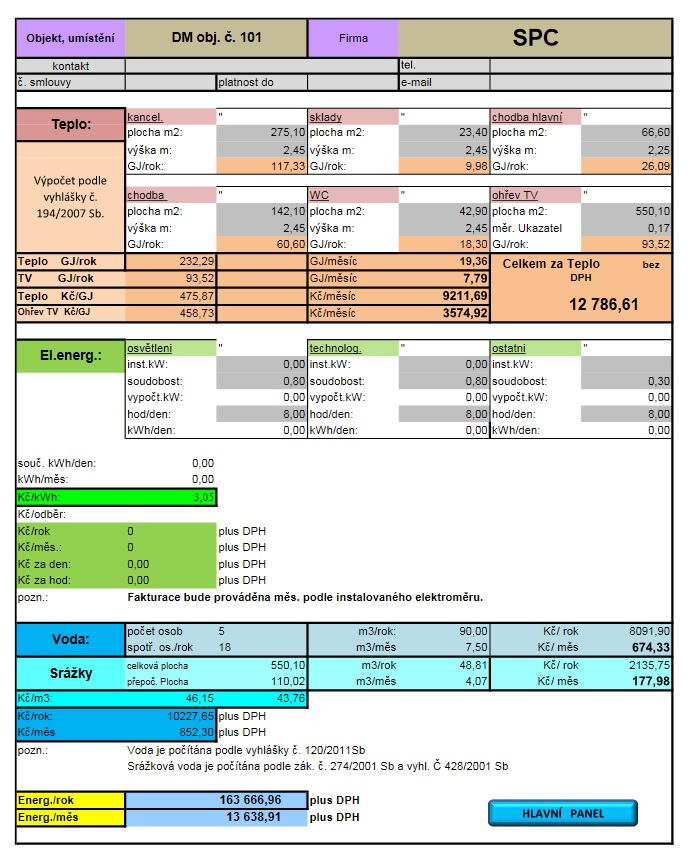 Objekt, umístění DM obj. č. 101 Firma SPC
kontakt tel.
č. smlouvy platnost do e-mail
Teplo: kancel. " sklady " chodba hlavní "
plocha m2: 275,10 plocha m2: 23,40 plocha m2: 66,60
výška m: 2,45 výška m: 2,45 výška m: 2,25
GJ/rok: 117,33 GJ/rok: 9,98 GJ/rok: 26,09
Výpočet podle
vyhlášky č.
194/2007 Sb.
chodba " WC " ohřev TV "
plocha m2: 142,10 plocha m2: 42,90 plocha m2: 550,10
výška m: 2,45 výška m: 2,45 měr. Ukazatel 0,17
GJ/rok: 60,60 GJ/rok: 18,30 GJ/rok: 93,52
Teplo GJ/rok 232,29 GJ/měsíc 19,36 Celkem za Teplo bez
TV GJ/rok 93,52 GJ/měsíc 7,79 DPH
Teplo Kč/GJ 475,87 Kč/měsíc 9211,69 12 786,61
Ohřev TV Kč/GJ 458,73 Kč/měsíc 3574,92
El.energ.: osvětlení " technolog. " ostatní "
inst.kW: 0,00 inst.kW: 0,00 inst.kW:
soudobost: 0,80 soudobost: 0,80 soudobost: 0,30
vypočt.kW: 0,00 vypočt.kW: 0,00 vypočt.kW: 0,00
hod/den: 8,00 hod/den: 8,00 hod/den: 8,00
kWh/den: 0,00 kWh/den: 0,00 kWh/den: 0,00
souč. kWh/den: 0,00
kWh/měs: 0,00
Kč/kWh: 3,05
Kč/odběr:
Kč/rok 0 plus DPH
Kč/měs.: 0 plus DPH
Kč za den: 0,00 plus DPH
Kč za hod: 0,00 plus DPH
pozn.: Fakturace bude prováděna měs. podle instalovaného elektroměru.
Voda: počet osob 5 m3/rok: 90,00 Kč/ rok 8091,90
spotř. os./rok 18 m3/měs 7,50 Kč/ měs 674,33
Srážky celková plocha 550,10 m3/rok 48,81 Kč/ rok 2135,75
přepoč. Plocha 110,02 m3/měs 4,07 Kč/ měs 177,98
Kč/m3: 46,15 43,76
Kč/rok: 10227,65 plus DPH
Kč/měs 852,30 plus DPH
pozn.: Voda je počítána podle vyhlášky č. 120/2011Sb
Srážková voda je počítána podle zák. č. 274/2001 Sb a vyhl. Č 428/2001 Sb
Energ./rok 163 666,96 plus DPH
Energ./měs 13 638,91 plus DPH
HLAVNÍ PANEL